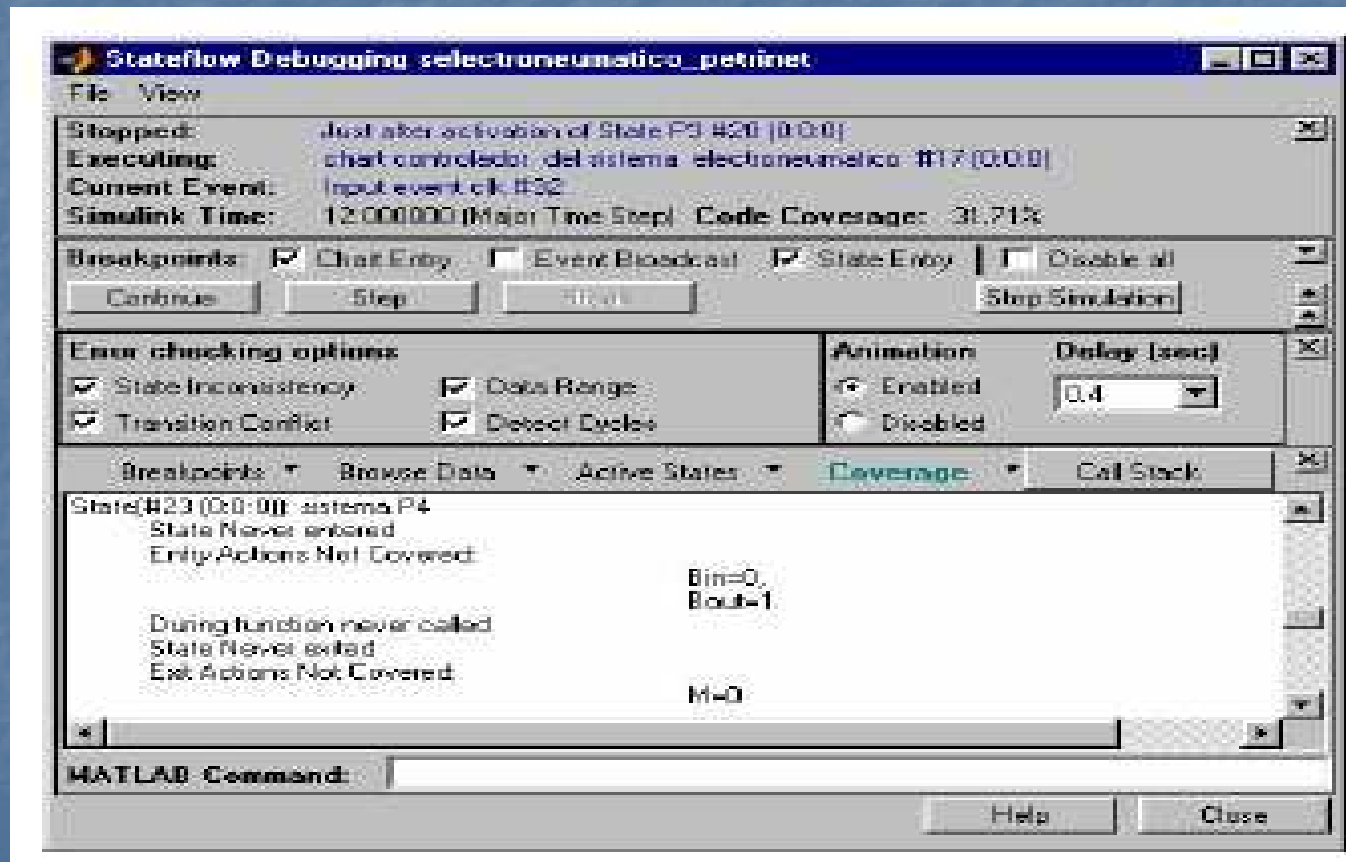 Stateflow Debugging selectroneumatico_petrinet
File View
Stopped: Just after activation of State P3 #20 (0:0:0)
Executing: chart controlador del sistema electroneumatico #17(0:0:0)
Current Event: Input event clk #32
Simulink Time: 12.000000 (Major Time Step) Code Coverage: 31.71%
Breakpoints: Chart Entry Event Broadcast State Entry Disable all
Continue Step Stop Simulation
Error checking options Animation Delay (sec)
State Inconsistency Data Range Enabled 0.4
Transition Conflict Detect Cycles Disabled
Breakpoints Browse Data Active States Coverage Call Stack
State(#23 (0:0:0)): sistema.P4
State Never entered
Entry Actions Not Covered:
Bin=0,
Bout=1
During function never called
State Never exited
Exit Actions Not Covered:
M=0
MATLAB Command:
Help Close